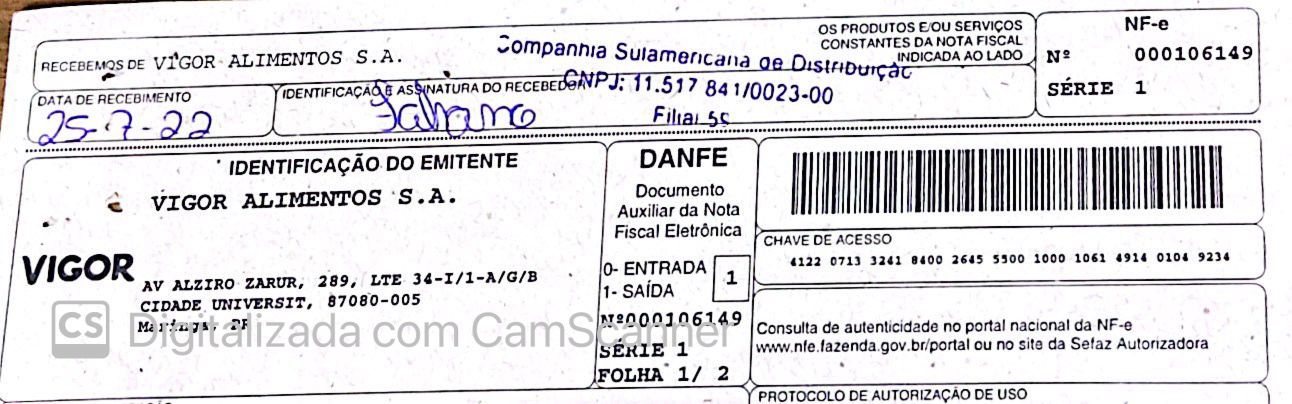 RECEBEMOS DE VIGOR ALIMENTOS S.A.
OS PRODUTOS E/OU SERVIÇOS
CONSTANTES DA NOTA FISCAL
INDICADA AO LADO
Companhia Sulamericana de Distribuição
CNPJ: 11.517 841/0023-00
Filial 55
NF-e
Nº 000106149
SÉRIE 1
DATA DE RECEBIMENTO
25-7-22
IDENTIFICAÇÃO E ASSINATURA DO RECEBEDOR
IDENTIFICAÇÃO DO EMITENTE
VIGOR ALIMENTOS S.A.
VIGOR
AV ALZIRO ZARUR, 289, LTE 34-I/1-A/G/B
CIDADE UNIVERSIT, 87080-005
Maringa, PR
DANFE
Documento
Auxiliar da Nota
Fiscal Eletrônica
0- ENTRADA
1- SAÍDA
1
Nº000106149
SÉRIE 1
FOLHA 1/ 2
CHAVE DE ACESSO
4122 0713 3241 8400 2645 5500 1000 1061 4914 0104 9234
Consulta de autenticidade no portal nacional da NF-e
www.nfe.fazenda.gov.br/portal ou no site da Sefaz Autorizadora
PROTOCOLO DE AUTORIZAÇÃO DE USO
CS Digitalizada com CamScanner